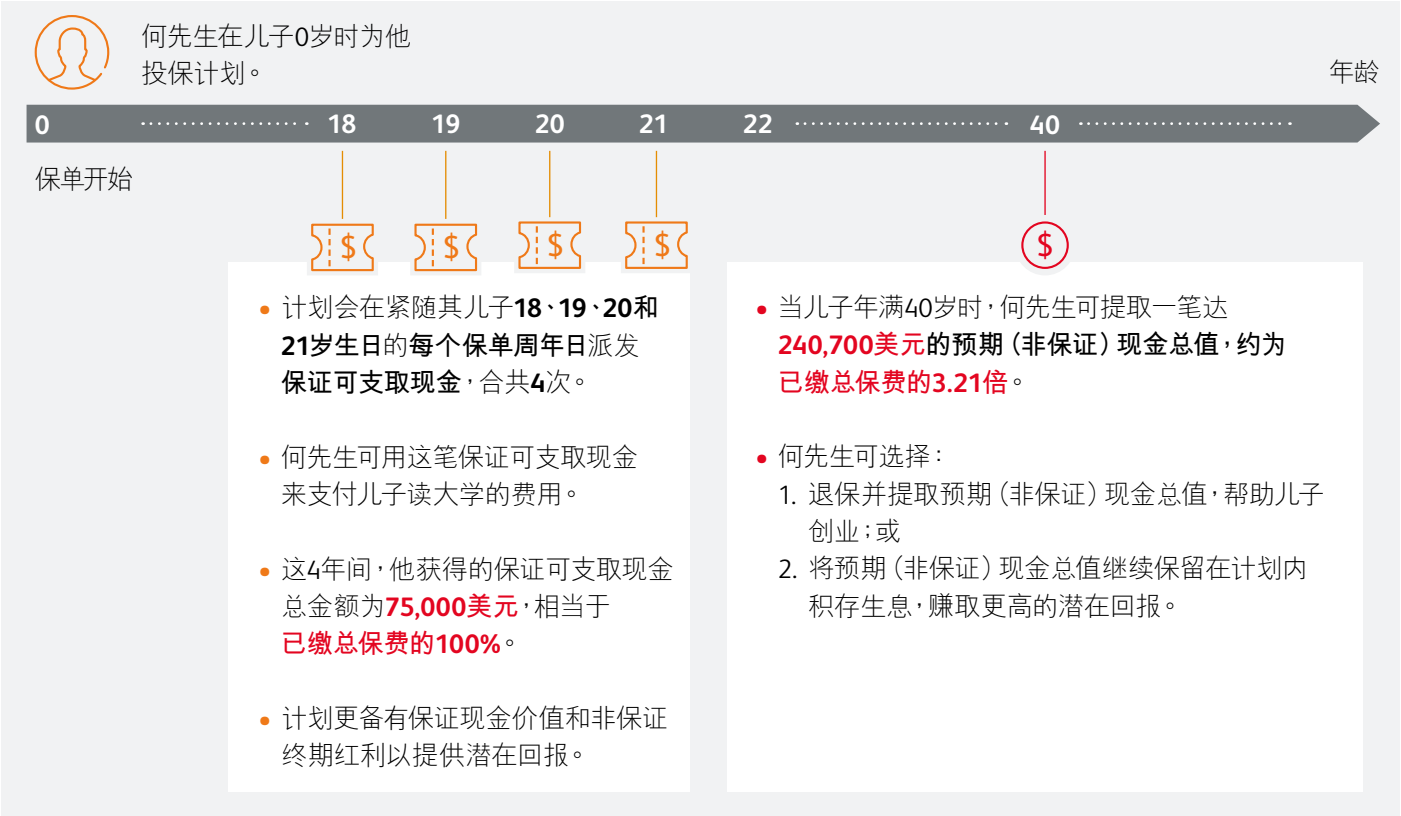 何先生在儿子0岁时为他
投保计划。
年龄
0 18 19 20 21 22 40
保单开始
$ $ $ $ $
• 计划会在紧随其儿子18、19、20和
21岁生日的每个保单周年日派发
保证可支取现金，合共4次。
• 何先生可用这笔保证可支取现金
来支付儿子读大学的费用。
• 这4年间，他获得的保证可支取现金
总金额为75,000美元，相当于
已缴总保费的100%。
• 计划更备有保证现金价值和非保证
终期红利以提供潜在回报。
• 当儿子年满40岁时，何先生可提取一笔达
240,700美元的预期（非保证）现金总值，约为
已缴总保费的3.21倍。
• 何先生可选择：
1. 退保并提取预期（非保证）现金总值，帮助儿子
创业；或
2. 将预期（非保证）现金总值继续保留在计划内
积存生息，赚取更高的潜在回报。